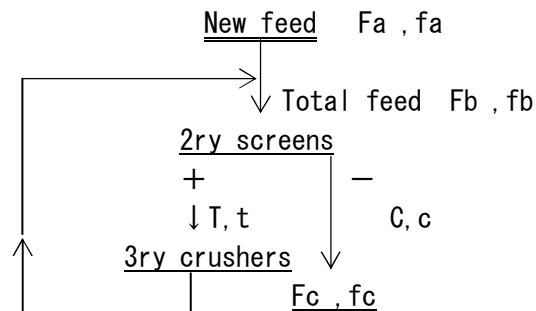 New feed Fa , fa
Total feed Fb , fb
2ry screens
+ −
↓T, t C, c
3ry crushers
Fc , fc